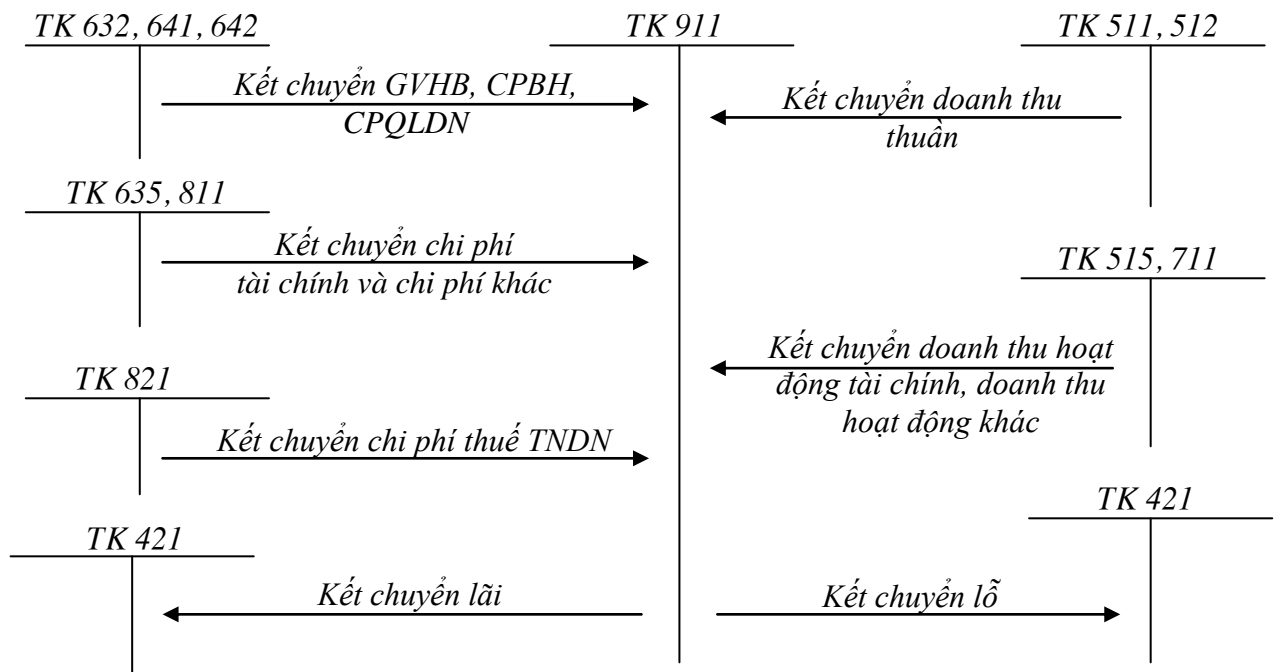 TK 632, 641, 642
TK 911
TK 511, 512
Kết chuyển GVHB, CPBH,
CPQLDN
Kết chuyển doanh thu
thuần
TK 635, 811
Kết chuyển chi phí
tài chính và chi phí khác
TK 515, 711
Kết chuyển doanh thu hoạt
động tài chính, doanh thu
hoạt động khác
TK 821
Kết chuyển chi phí thuế TNDN
TK 421
TK 421
Kết chuyển lãi
Kết chuyển lỗ